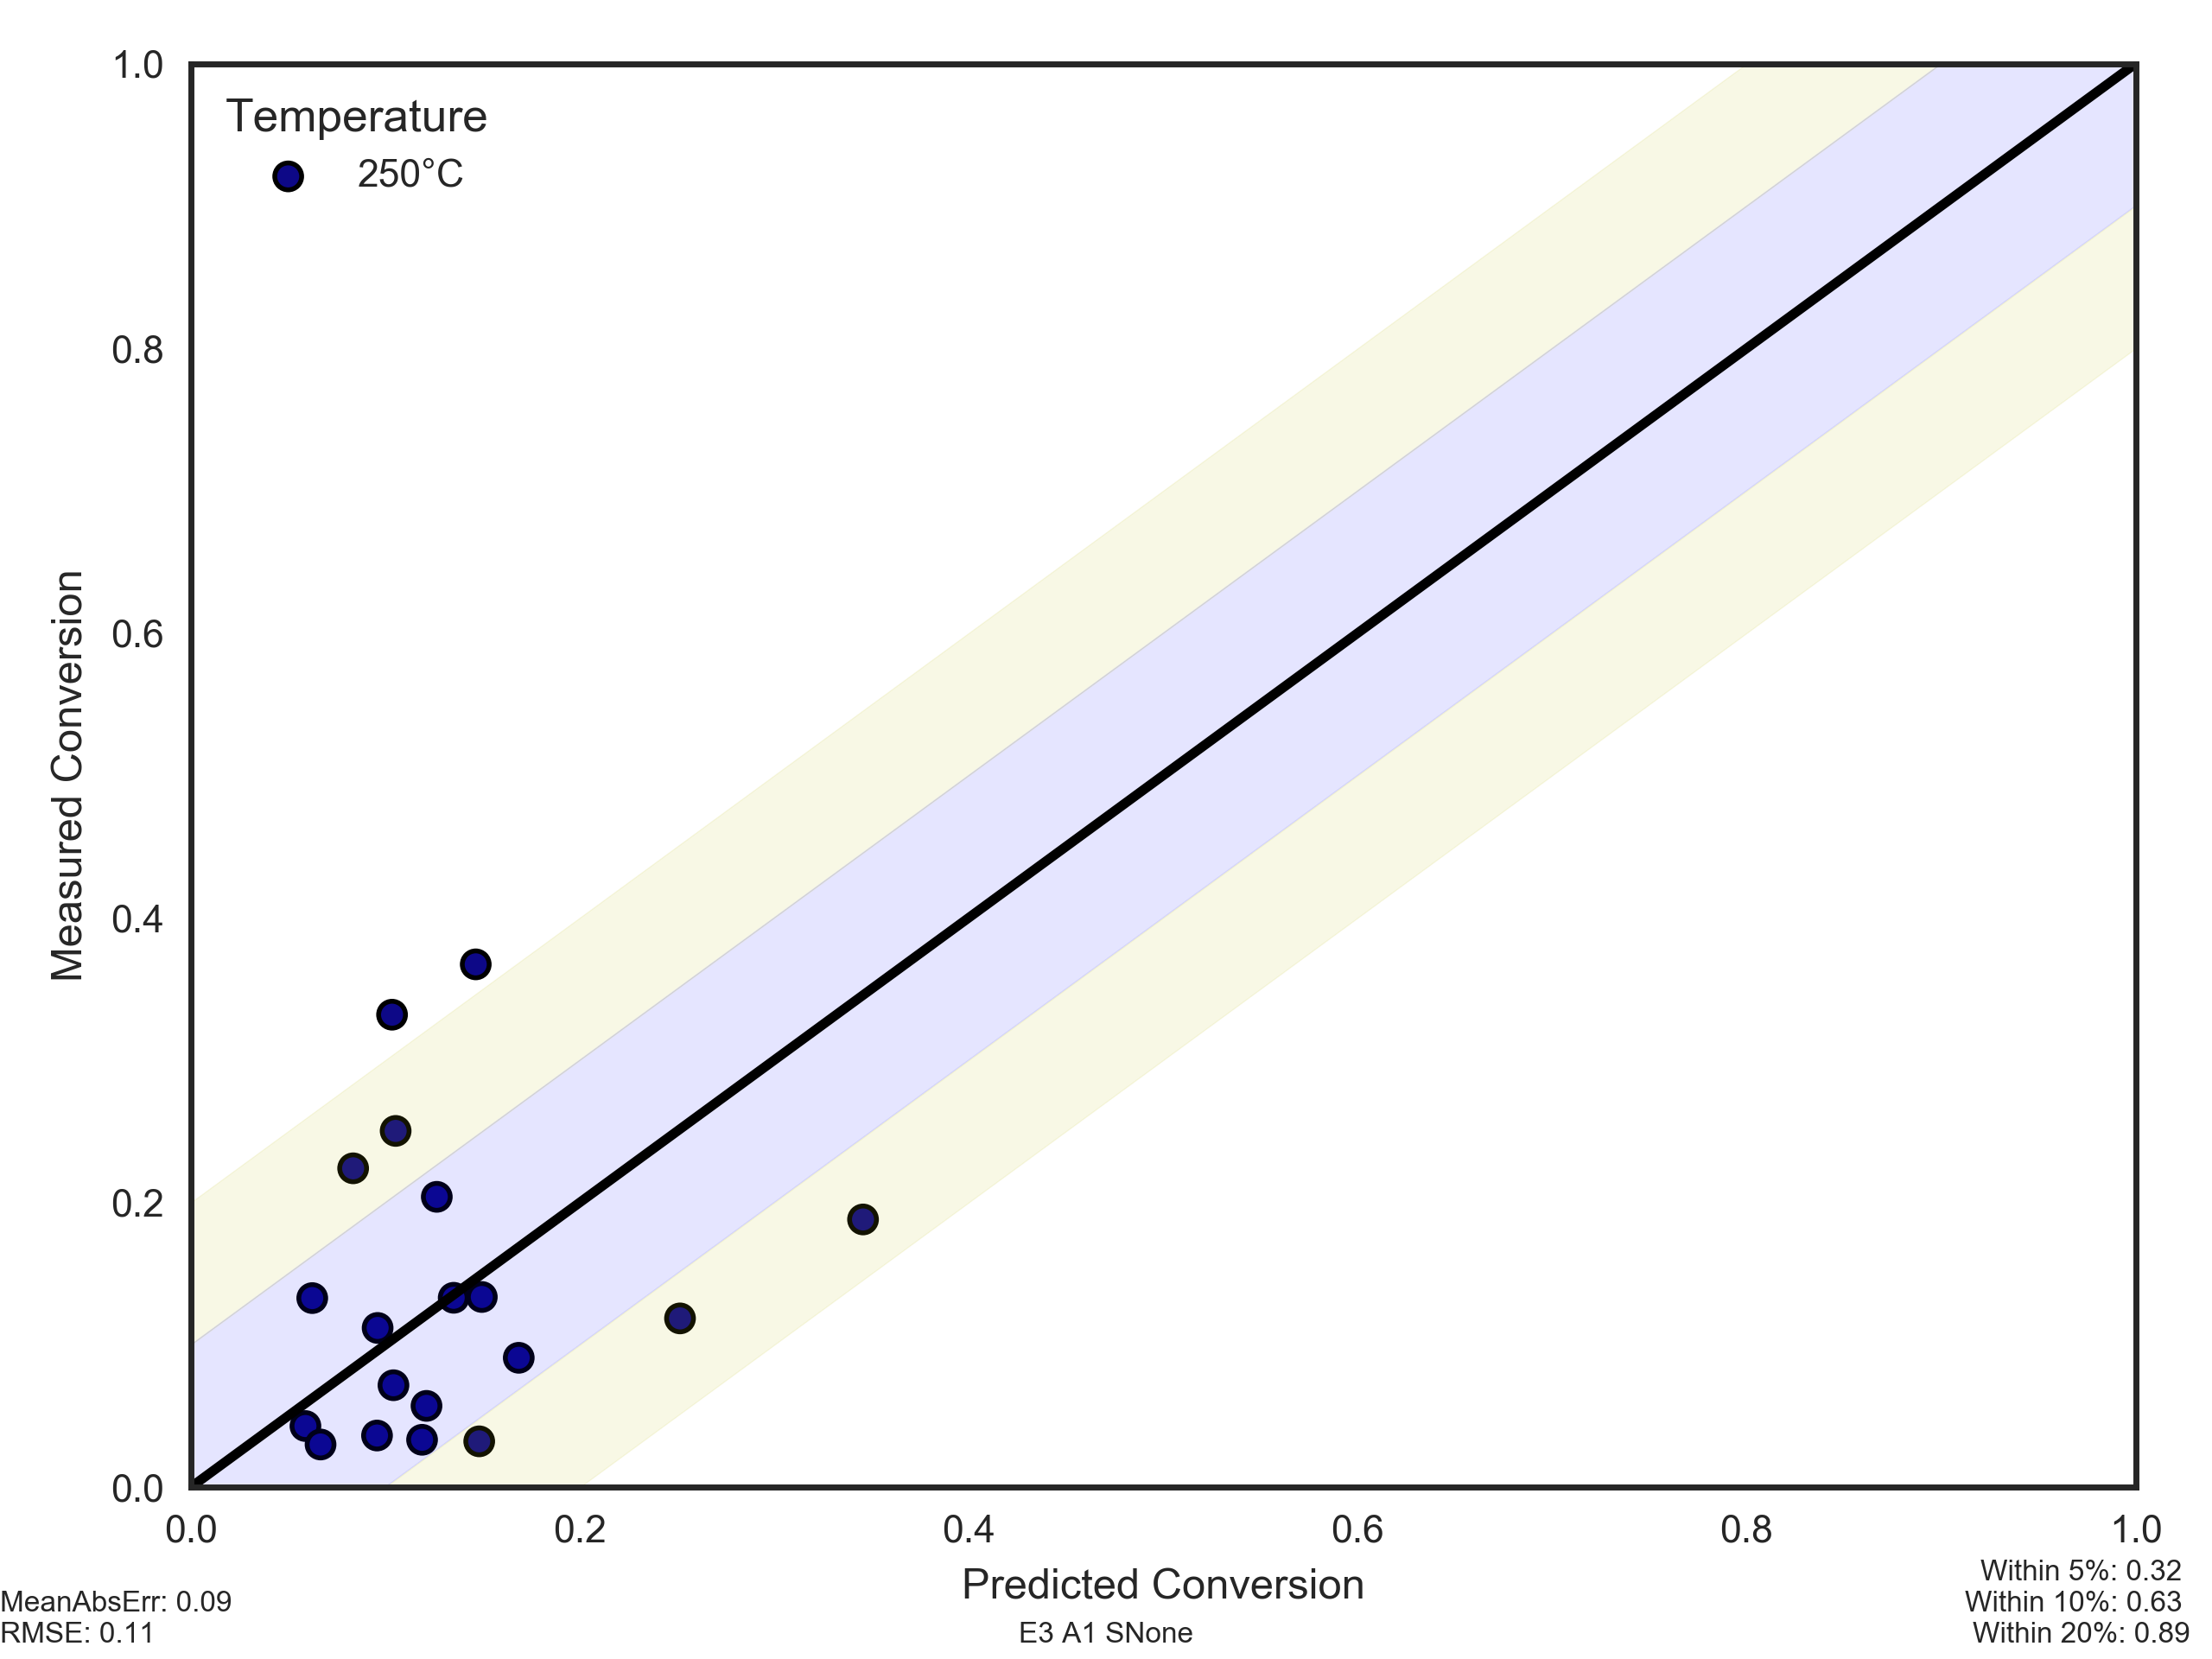 Temperature
250°C
1.0
0.8
0.6
0.4
0.2
0.0
Measured Conversion
0.0 0.2 0.4 0.6 0.8 1.0
Predicted Conversion
E3 A1 SNone
MeanAbsErr: 0.09
RMSE: 0.11
Within 5%: 0.32
Within 10%: 0.63
Within 20%: 0.89